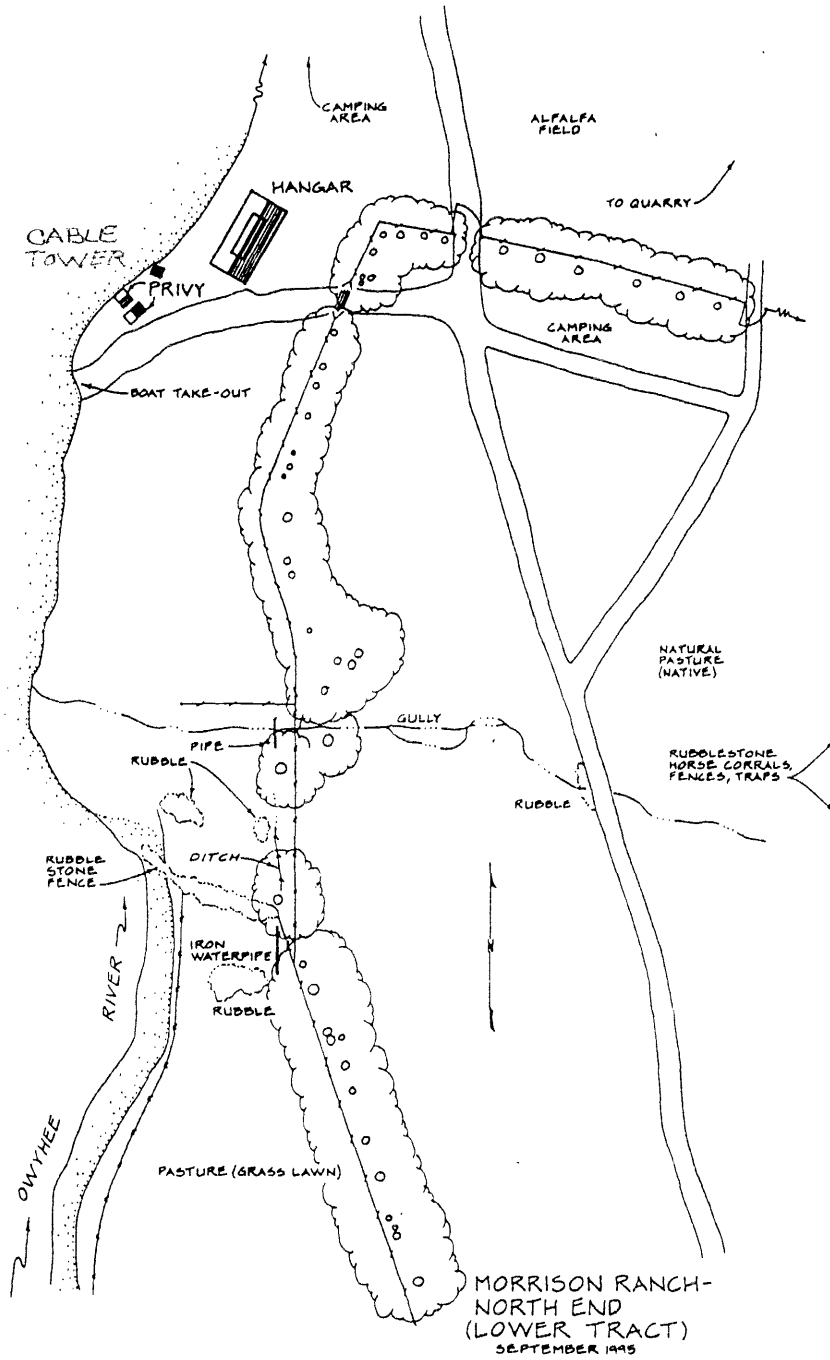 CAMPING
AREA
ALFALFA
FIELD
HANGAR
TO QUARRY
CABLE
TOWER
PRIVY
CAMPING
AREA
BOAT TAKE-OUT
NATURAL
PASTURE
(NATIVE)
GULLY
PIPE
RUBBLE
RUBBLESTONE
HORSE CORRALS,
FENCES, TRAPS
RUBBLE
RUBBLE
STONE
FENCE
DITCH
N
IRON
WATERPIPE
RIVER
RUBBLE
OWYHEE
PASTURE (GRASS LAWN)
MORRISON RANCH-
NORTH END
(LOWER TRACT)
SEPTEMBER 1995